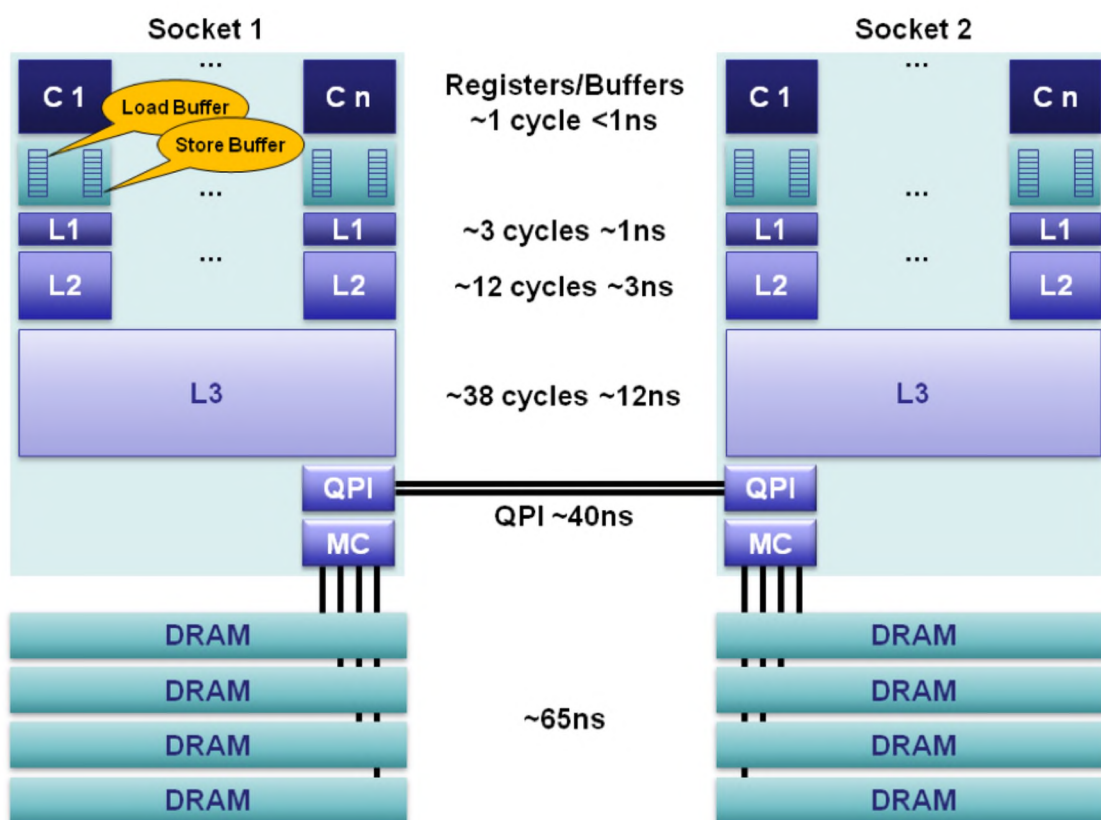 Socket 1
Socket 2
...
...
C 1
C n
Registers/Buffers
~1 cycle <1ns
C 1
C n
Load Buffer
Store Buffer
...
...
L1
L1
~3 cycles ~1ns
L1
L1
...
...
L2
L2
~12 cycles ~3ns
L2
L2
L3
~38 cycles ~12ns
L3
QPI
QPI
QPI ~40ns
MC
MC
DRAM
DRAM
DRAM
DRAM
~65ns
DRAM
DRAM
DRAM
DRAM